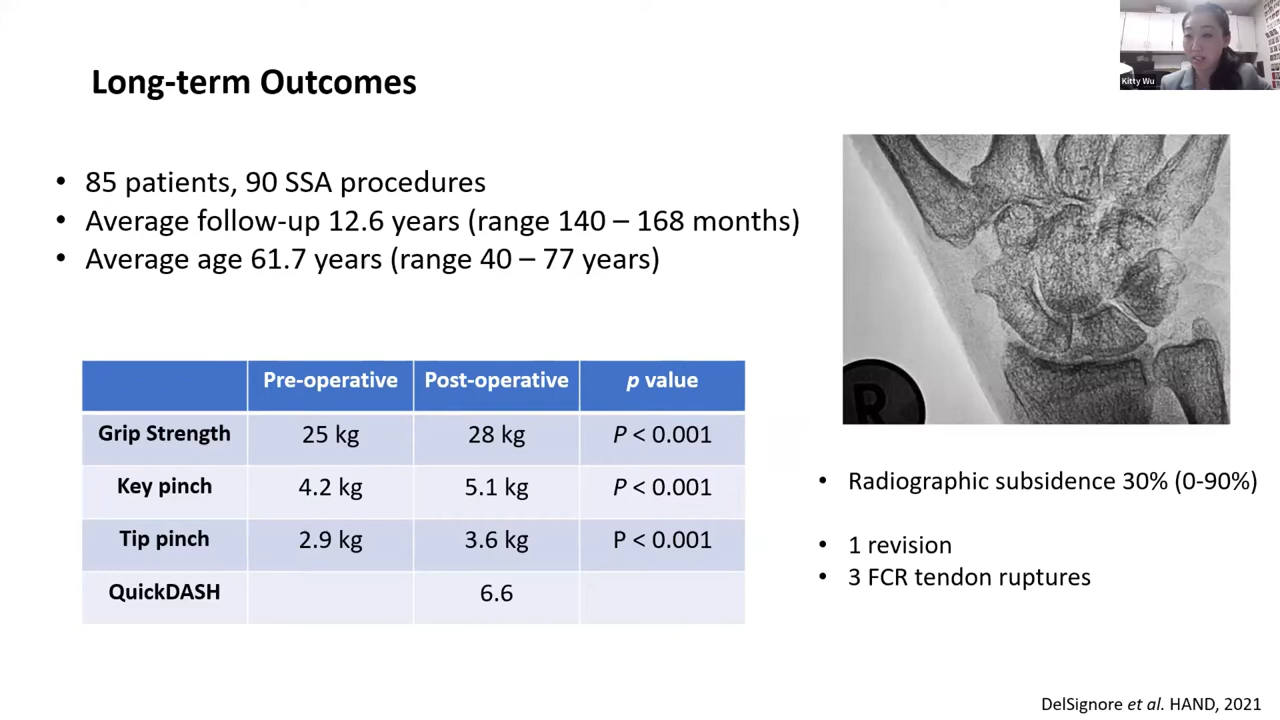 Kitty Wu
Long-term Outcomes
• 85 patients, 90 SSA procedures
• Average follow-up 12.6 years (range 140 – 168 months)
• Average age 61.7 years (range 40 – 77 years)
Pre-operative Post-operative p value
Grip Strength 25 kg 28 kg P < 0.001
Key pinch 4.2 kg 5.1 kg P < 0.001
Tip pinch 2.9 kg 3.6 kg P < 0.001
QuickDASH 6.6
R
• Radiographic subsidence 30% (0-90%)
• 1 revision
• 3 FCR tendon ruptures
DelSignore et al. HAND, 2021